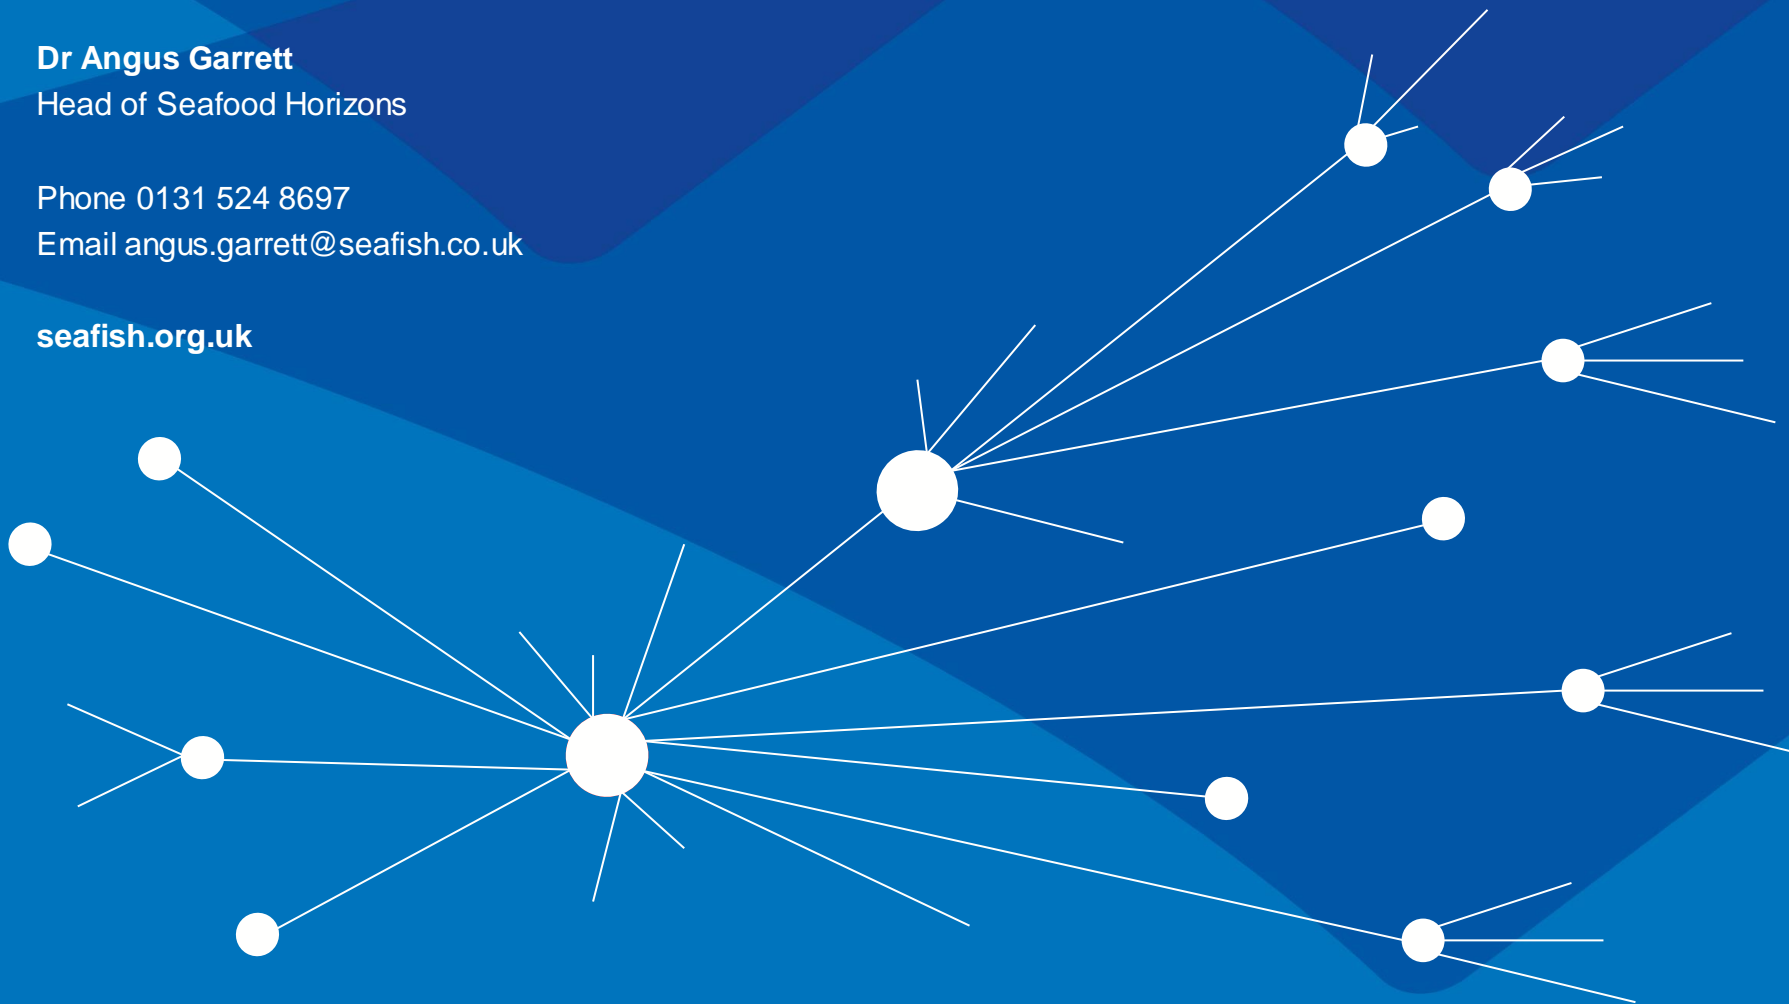 Dr Angus Garrett
Head of Seafood Horizons
Phone 0131 524 8697
Email angus.garrett@seafish.co.uk
seafish.org.uk